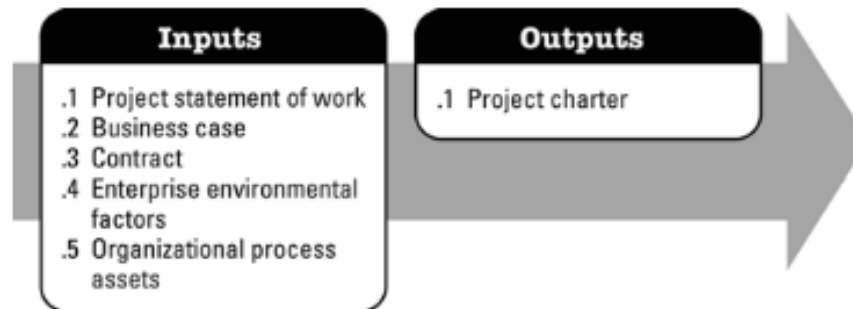 Inputs
.1 Project statement of work
.2 Business case
.3 Contract
.4 Enterprise environmental
factors
.5 Organizational process
assets
Outputs
.1 Project charter